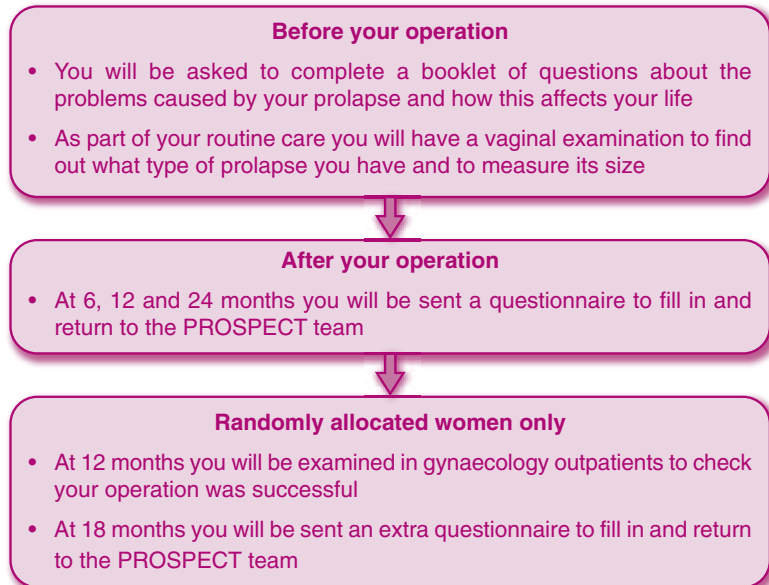 Before your operation
• You will be asked to complete a booklet of questions about the
problems caused by your prolapse and how this affects your life
• As part of your routine care you will have a vaginal examination to find
out what type of prolapse you have and to measure its size
After your operation
• At 6, 12 and 24 months you will be sent a questionnaire to fill in and
return to the PROSPECT team
Randomly allocated women only
• At 12 months you will be examined in gynaecology outpatients to check
your operation was successful
• At 18 months you will be sent an extra questionnaire to fill in and return
to the PROSPECT team